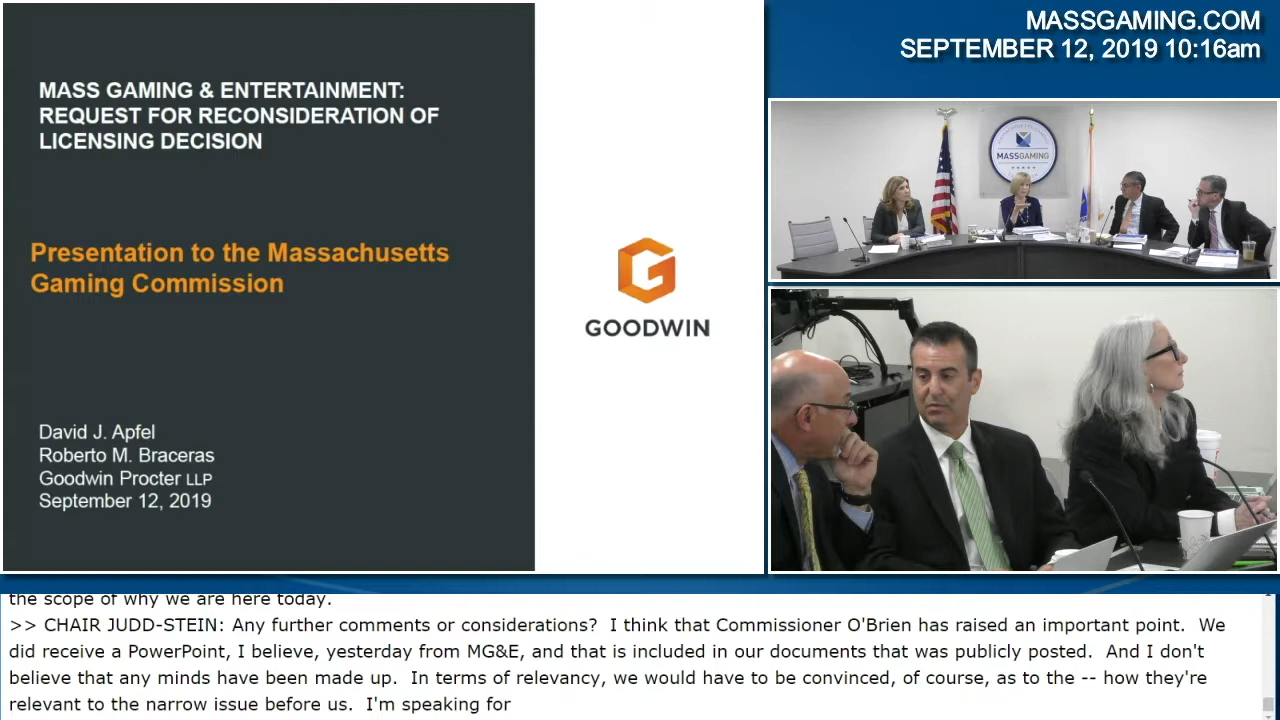 MASS GAMING & ENTERTAINMENT:
REQUEST FOR RECONSIDERATION OF
LICENSING DECISION
Presentation to the Massachusetts
Gaming Commission
David J. Apfel
Roberto M. Braceras
Goodwin Procter LLP
September 12, 2019
GOODWIN
MASSGAMING.COM
SEPTEMBER 12, 2019 10:16am
MASSGAMING
the scope of why we are here today.
>> CHAIR JUDD-STEIN: Any further comments or considerations?  I think that Commissioner O'Brien has raised an important point.  We
did receive a PowerPoint, I believe, yesterday from MG&E, and that is included in our documents that was publicly posted.  And I don't
believe that any minds have been made up.  In terms of relevancy, we would have to be convinced, of course, as to the -- how they're
relevant to the narrow issue before us.  I'm speaking for